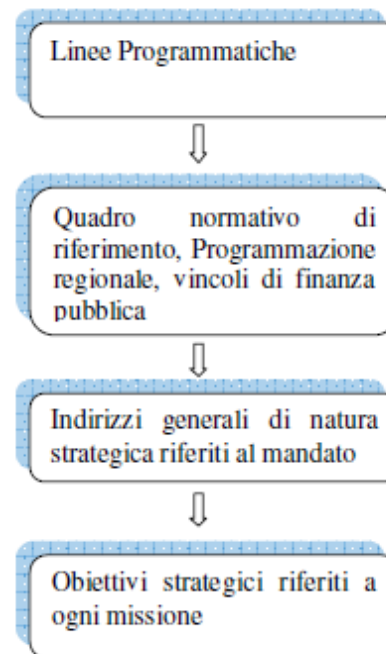 Linee Programmatiche
Quadro normativo di
riferimento, Programmazione
regionale, vincoli di finanza
pubblica
Indirizzi generali di natura
strategica riferiti al mandato
Obiettivi strategici riferiti a
ogni missione